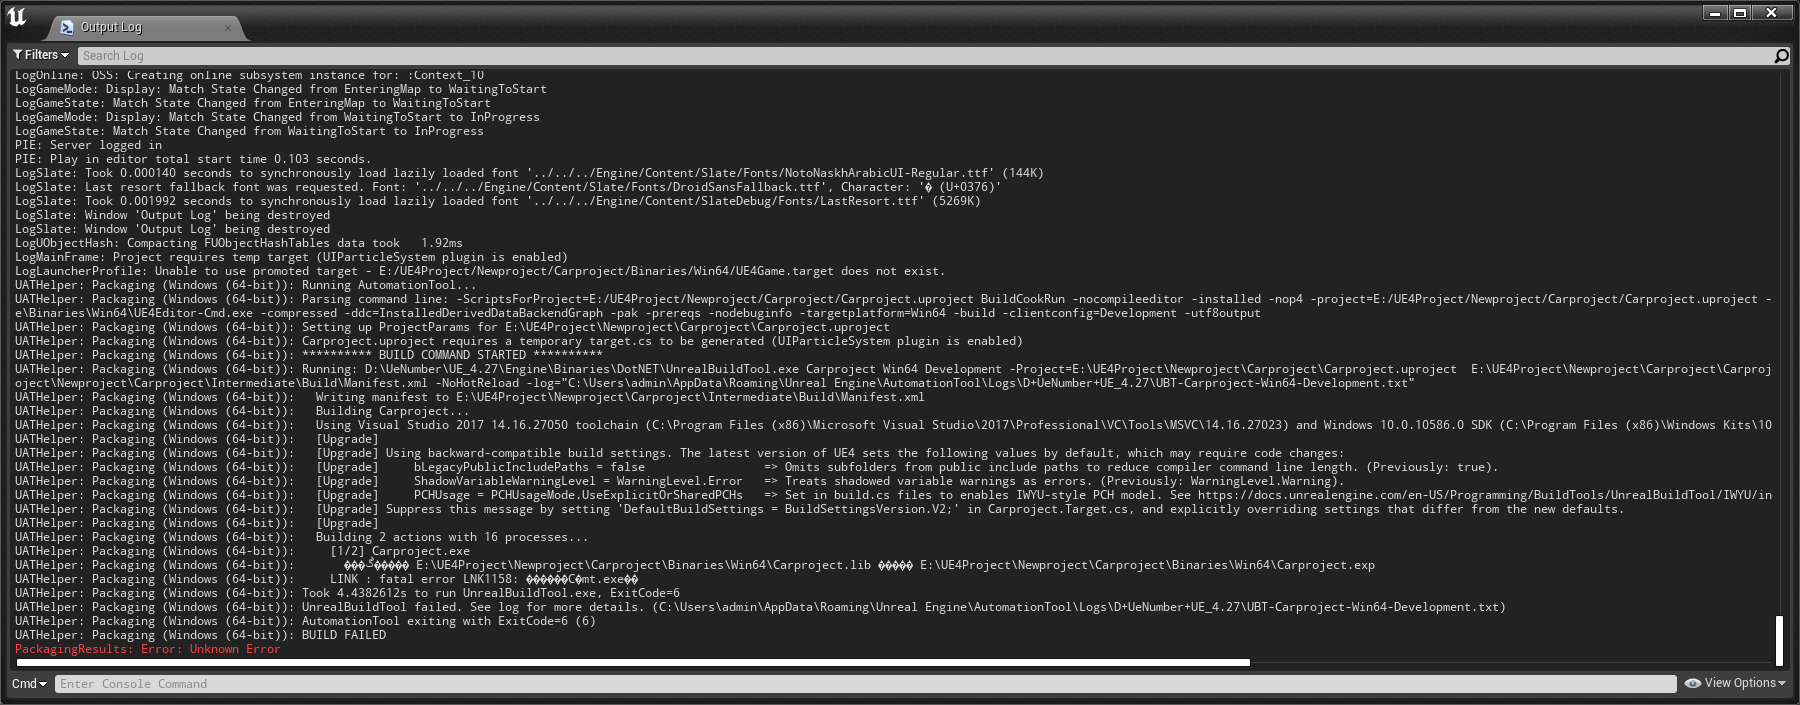 Output Log
Filters
Search Log
LogOnline: OSS: Creating online subsystem instance for: :Context_10
LogGameMode: Display: Match State Changed from EnteringMap to WaitingToStart
LogGameState: Match State Changed from EnteringMap to WaitingToStart
LogGameMode: Display: Match State Changed from WaitingToStart to InProgress
LogGameState: Match State Changed from WaitingToStart to InProgress
PIE: Server logged in
PIE: Play in editor total start time 0.103 seconds.
LogSlate: Took 0.000140 seconds to synchronously load lazily loaded font '../../../Engine/Content/Slate/Fonts/NotoNaskhArabicUI-Regular.ttf' (144K)
LogSlate: Last resort fallback font was requested. Font: '../../../Engine/Content/Slate/Fonts/DroidSansFallback.ttf', Character: '� (U+0376)'
LogSlate: Took 0.001992 seconds to synchronously load lazily loaded font '../../../Engine/Content/SlateDebug/Fonts/LastResort.ttf' (5269K)
LogSlate: Window 'Output Log' being destroyed
LogSlate: Window 'Output Log' being destroyed
LogUObjectHash: Compacting FUObjectHashTables data took   1.92ms
LogMainFrame: Project requires temp target (UIParticleSystem plugin is enabled)
LogLauncherProfile: Unable to use promoted target - E:/UE4Project/Newproject/Carproject/Binaries/Win64/UE4Game.target does not exist.
UATHelper: Packaging (Windows (64-bit)): Running AutomationTool...
UATHelper: Packaging (Windows (64-bit)): Parsing command line: -ScriptsForProject=E:/UE4Project/Newproject/Carproject/Carproject.uproject BuildCookRun -nocompileeditor -installed -nop4 -project=E:/UE4Project/Newproject/Carproject/Carproject.uproject -
e\Binaries\Win64\UE4Editor-Cmd.exe -compressed -ddc=InstalledDerivedDataBackendGraph -pak -prereqs -nodebuginfo -targetplatform=Win64 -build -clientconfig=Development -utf8output
UATHelper: Packaging (Windows (64-bit)): Setting up ProjectParams for E:\UE4Project\Newproject\Carproject\Carproject.uproject
UATHelper: Packaging (Windows (64-bit)): Carproject.uproject requires a temporary target.cs to be generated (UIParticleSystem plugin is enabled)
UATHelper: Packaging (Windows (64-bit)): ********** BUILD COMMAND STARTED **********
UATHelper: Packaging (Windows (64-bit)): Running: D:\UeNumber\UE_4.27\Engine\Binaries\DotNET\UnrealBuildTool.exe Carproject Win64 Development -Project=E:\UE4Project\Newproject\Carproject\Carproject.uproject  E:\UE4Project\Newproject\Carproject\Carproj
oject\Newproject\Carproject\Intermediate\Build\Manifest.xml -NoHotReload -log="C:\Users\admin\AppData\Roaming\Unreal Engine\AutomationTool\Logs\D+UeNumber+UE_4.27\UBT-Carproject-Win64-Development.txt"
UATHelper: Packaging (Windows (64-bit)):   Writing manifest to E:\UE4Project\Newproject\Carproject\Intermediate\Build\Manifest.xml
UATHelper: Packaging (Windows (64-bit)):   Building Carproject...
UATHelper: Packaging (Windows (64-bit)):   Using Visual Studio 2017 14.16.27050 toolchain (C:\Program Files (x86)\Microsoft Visual Studio\2017\Professional\VC\Tools\MSVC\14.16.27023) and Windows 10.0.10586.0 SDK (C:\Program Files (x86)\Windows Kits\10
UATHelper: Packaging (Windows (64-bit)):   [Upgrade]
UATHelper: Packaging (Windows (64-bit)):   [Upgrade] Using backward-compatible build settings. The latest version of UE4 sets the following values by default, which may require code changes:
UATHelper: Packaging (Windows (64-bit)):   [Upgrade]     bLegacyPublicIncludePaths = false                 => Omits subfolders from public include paths to reduce compiler command line length. (Previously: true).
UATHelper: Packaging (Windows (64-bit)):   [Upgrade]     ShadowVariableWarningLevel = WarningLevel.Error   => Treats shadowed variable warnings as errors. (Previously: WarningLevel.Warning).
UATHelper: Packaging (Windows (64-bit)):   [Upgrade]     PCHUsage = PCHUsageMode.UseExplicitOrSharedPCHs   => Set in build.cs files to enables IWYU-style PCH model. See https://docs.unrealengine.com/en-US/Programming/BuildTools/UnrealBuildTool/IWYU/in
UATHelper: Packaging (Windows (64-bit)):   [Upgrade] Suppress this message by setting 'DefaultBuildSettings = BuildSettingsVersion.V2;' in Carproject.Target.cs, and explicitly overriding settings that differ from the new defaults.
UATHelper: Packaging (Windows (64-bit)):   [Upgrade]
UATHelper: Packaging (Windows (64-bit)):   Building 2 actions with 16 processes...
UATHelper: Packaging (Windows (64-bit)):     [1/2] Carproject.exe
UATHelper: Packaging (Windows (64-bit)):       E:\UE4Project\Newproject\Carproject\Binaries\Win64\Carproject.lib ����� E:\UE4Project\Newproject\Carproject\Binaries\Win64\Carproject.exp
UATHelper: Packaging (Windows (64-bit)):     LINK : fatal error LNK1158: ������C�mt.exe��
UATHelper: Packaging (Windows (64-bit)): Took 4.4382612s to run UnrealBuildTool.exe, ExitCode=6
UATHelper: Packaging (Windows (64-bit)): UnrealBuildTool failed. See log for more details. (C:\Users\admin\AppData\Roaming\Unreal Engine\AutomationTool\Logs\D+UeNumber+UE_4.27\UBT-Carproject-Win64-Development.txt)
UATHelper: Packaging (Windows (64-bit)): AutomationTool exiting with ExitCode=6 (6)
UATHelper: Packaging (Windows (64-bit)): BUILD FAILED
PackagingResults: Error: Unknown Error
Cmd
Enter Console Command
View Options